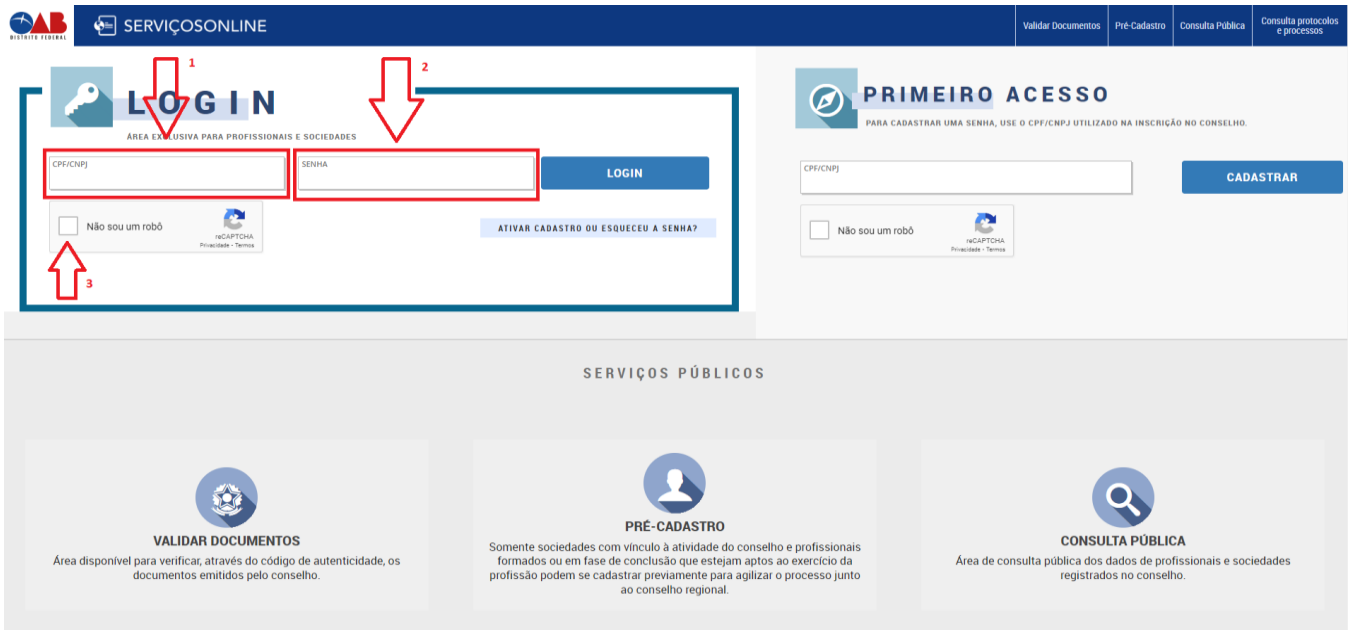 OAB
DISTRITO FEDERAL
SERVIÇOSONLINE
Validar Documentos
Pré-Cadastro
Consulta Pública
Consulta protocolos
e processos
1
2
LOGIN
ÁREA EXCLUSIVA PARA PROFISSIONAIS E SOCIEDADES
CPF/CNPJ
SENHA
LOGIN
Não sou um robô
reCAPTCHA
Privacidade - Termos
ATIVAR CADASTRO OU ESQUECEU A SENHA?
3
PRIMEIRO ACESSO
PARA CADASTRAR UMA SENHA, USE O CPF/CNPJ UTILIZADO NA INSCRIÇÃO NO CONSELHO.
CPF/CNPJ
CADASTRAR
Não sou um robô
reCAPTCHA
Privacidade - Termos
SERVIÇOS PÚBLICOS
VALIDAR DOCUMENTOS
Área disponível para verificar, através do código de autenticidade, os
documentos emitidos pelo conselho.
PRÉ-CADASTRO
Somente sociedades com vínculo à atividade do conselho e profissionais
formados ou em fase de conclusão que estejam aptos ao exercício da
profissão podem se cadastrar previamente para agilizar o processo junto
ao conselho regional.
CONSULTA PÚBLICA
Área de consulta pública dos dados de profissionais e sociedades
registrados no conselho.